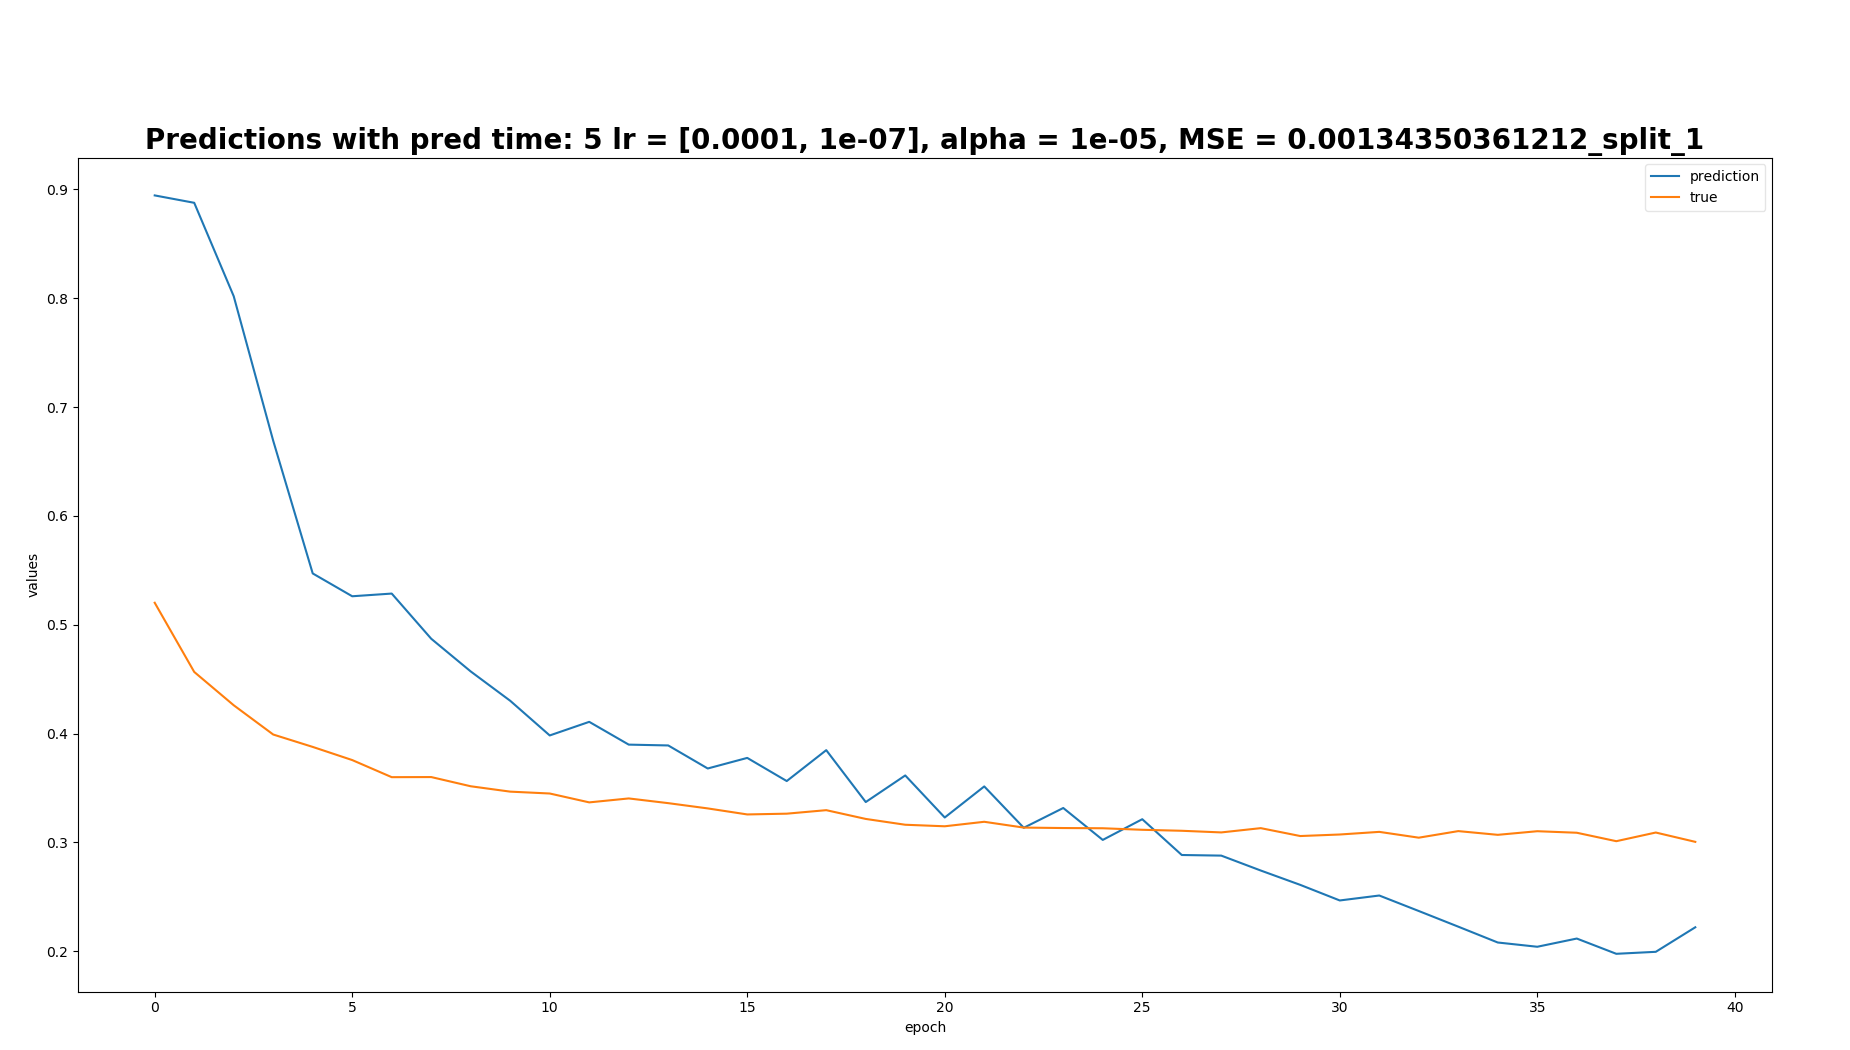 Predictions with pred time: 5 lr = [0.0001, 1e-07], alpha = 1e-05, MSE = 0.00134350361212_split_1
prediction
true
0.9
0.8
0.7
0.6
0.5
0.4
0.3
0.2
values
0 5 10 15 20 25 30 35 40
epoch